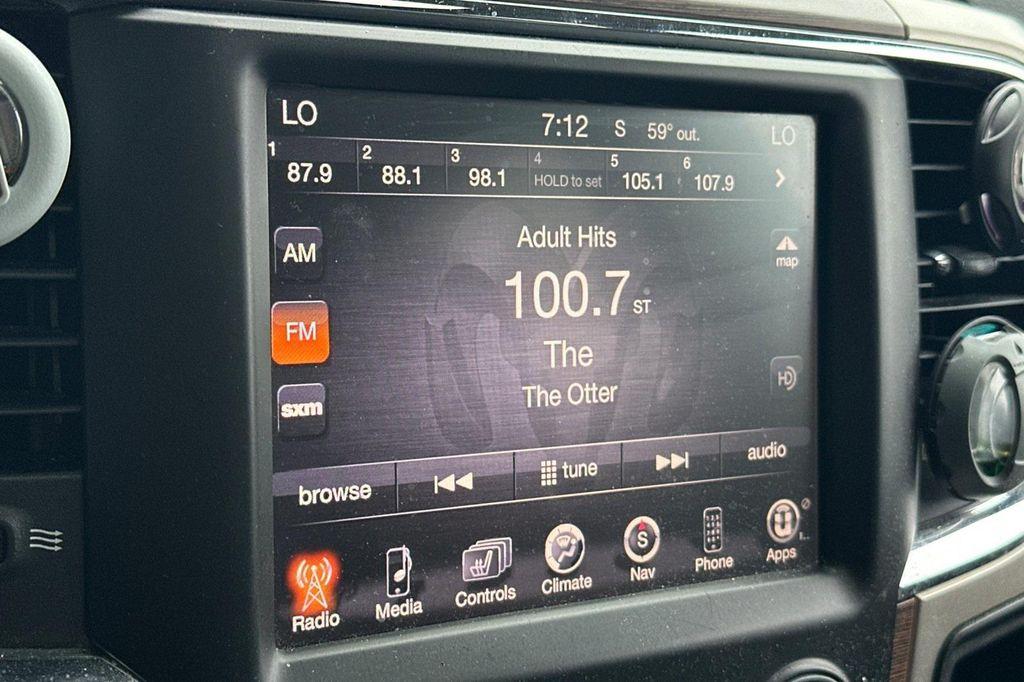 LO 7:12 S 59° out. LO
1 87.9 2 88.1 3 98.1 4 HOLD to set 5 105.1 6 107.9
Adult Hits
AM
map
100.7 ST
FM
The
HD
The Otter
sxm
browse tune audio
Radio Media Controls Climate S Nav Phone Apps